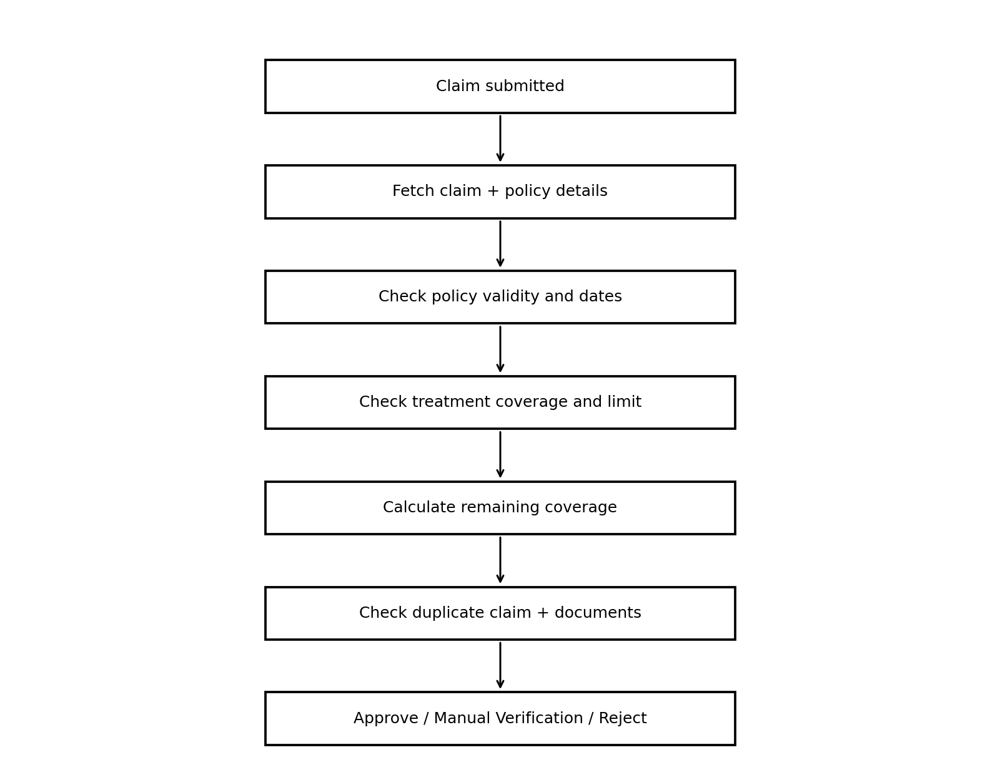 Claim submitted
Fetch claim + policy details
Check policy validity and dates
Check treatment coverage and limit
Calculate remaining coverage
Check duplicate claim + documents
Approve / Manual Verification / Reject